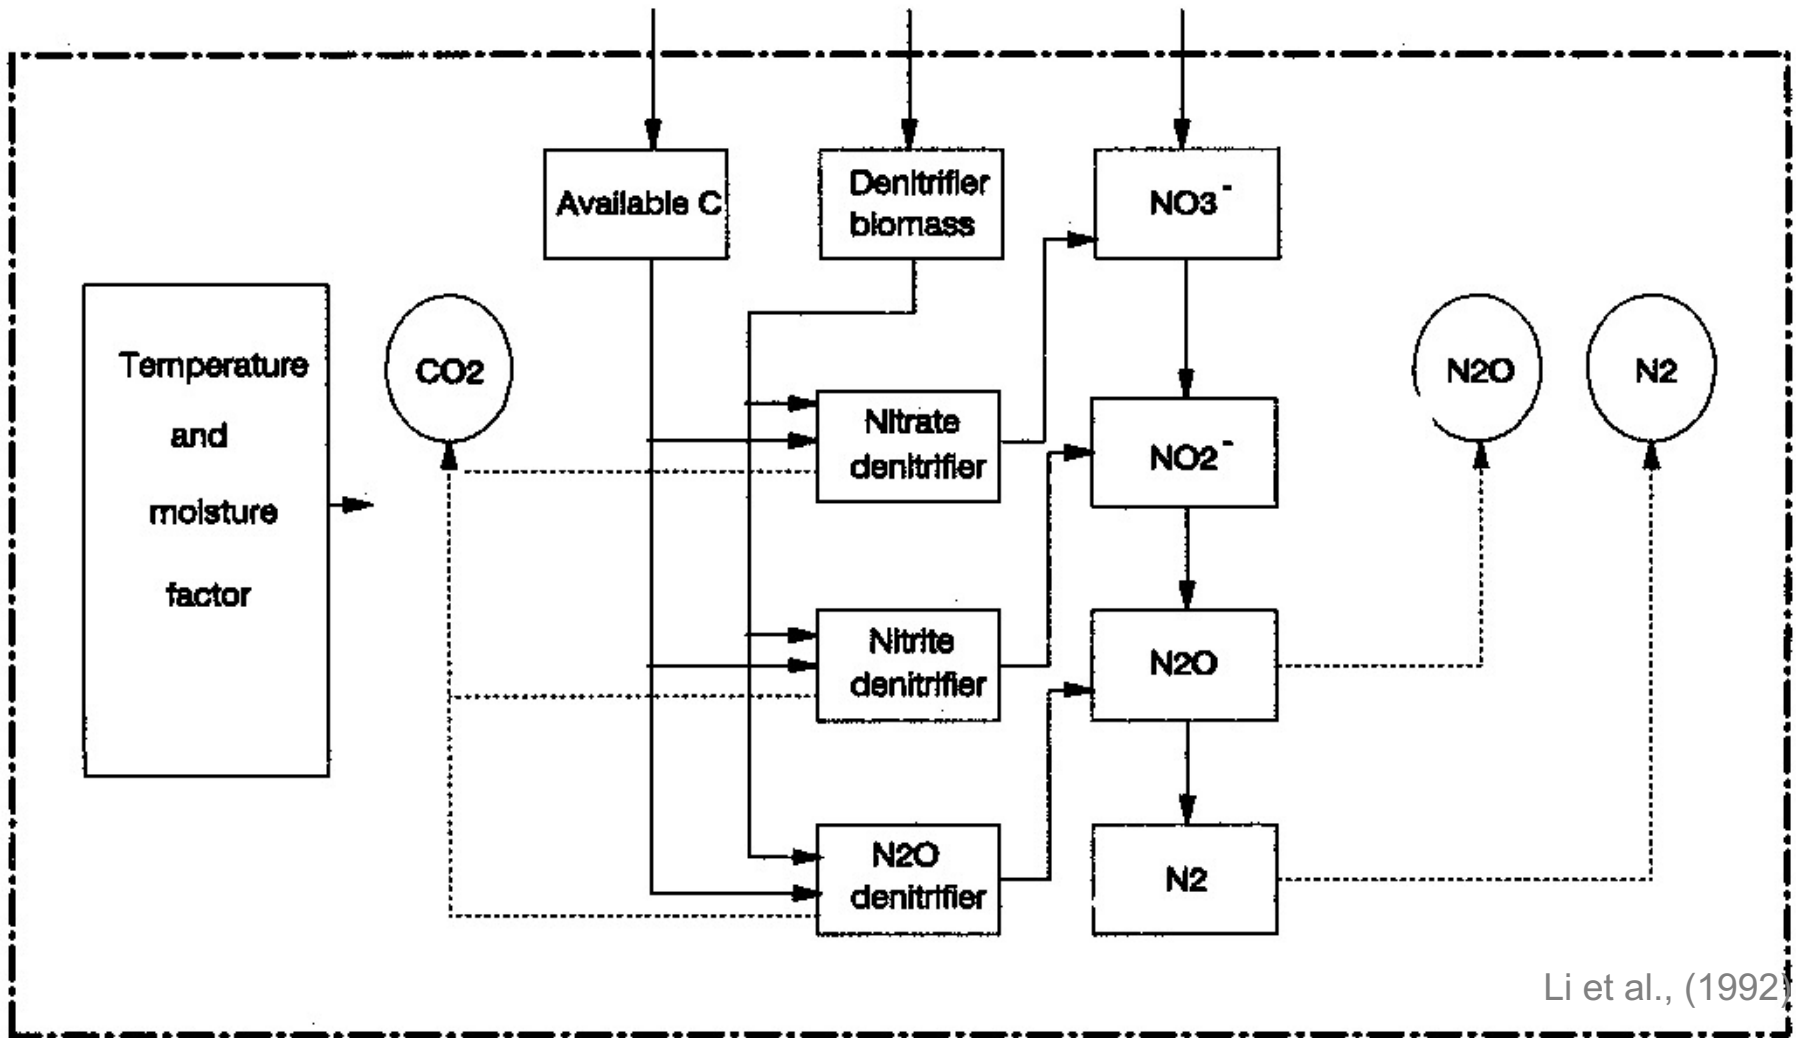 Available C
Denitrifier
biomass
NO3⁻
Temperature
and
moisture
factor
CO2
Nitrate
denitrifier
NO2⁻
N2O
N2
Nitrite
denitrifier
N2O
N2O
denitrifier
N2
Li et al., (1992)